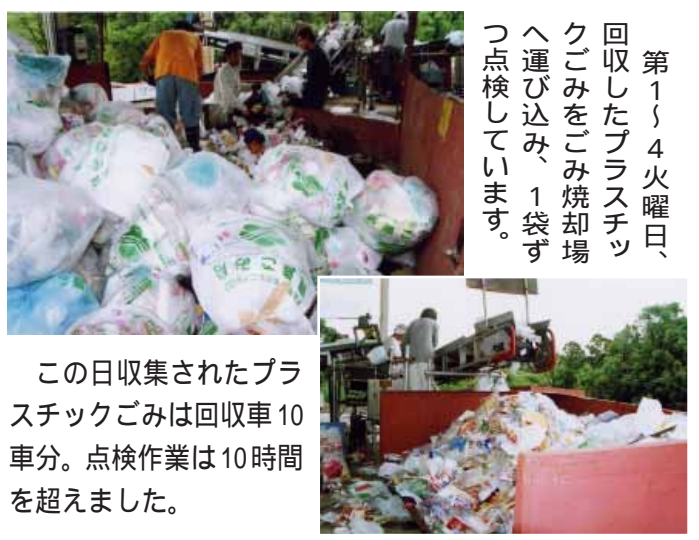 第1～4火曜日、
回収したプラスチッ
クごみをごみ焼却場
へ運び込み、1袋ず
つ点検しています。
この日収集されたプラ
スチックごみは回収車10
車分。点検作業は10時間
を超えました。